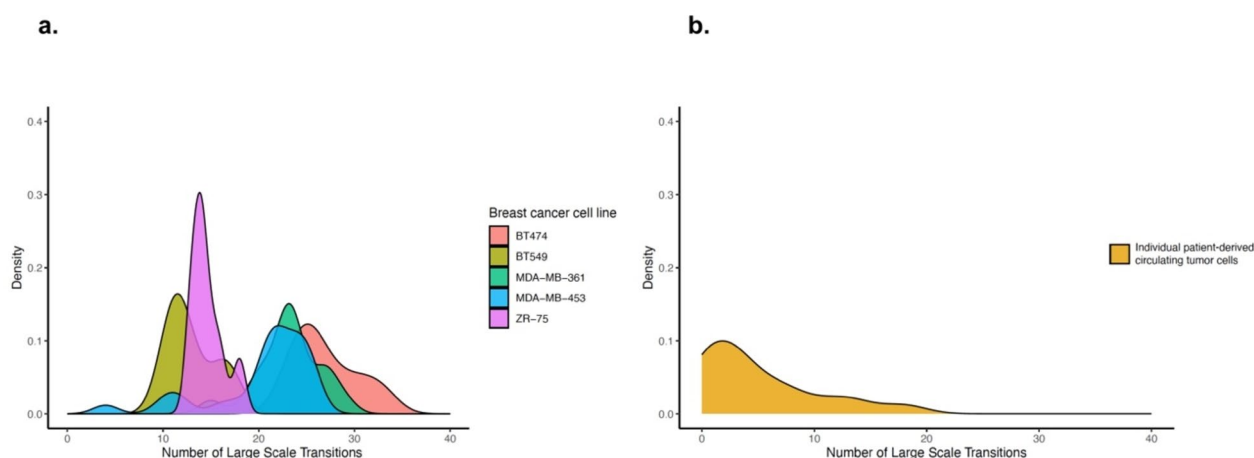 a.
0.4
0.3
0.2
0.1
0.0
Density
0
10
20
30
40
Number of Large Scale Transitions
Breast cancer cell line
BT474
BT549
MDA−MB−361
MDA−MB−453
ZR−75
b.
0.4
0.3
0.2
0.1
0.0
Density
0
10
20
30
40
Number of Large Scale Transitions
Individual patient-derived
circulating tumor cells